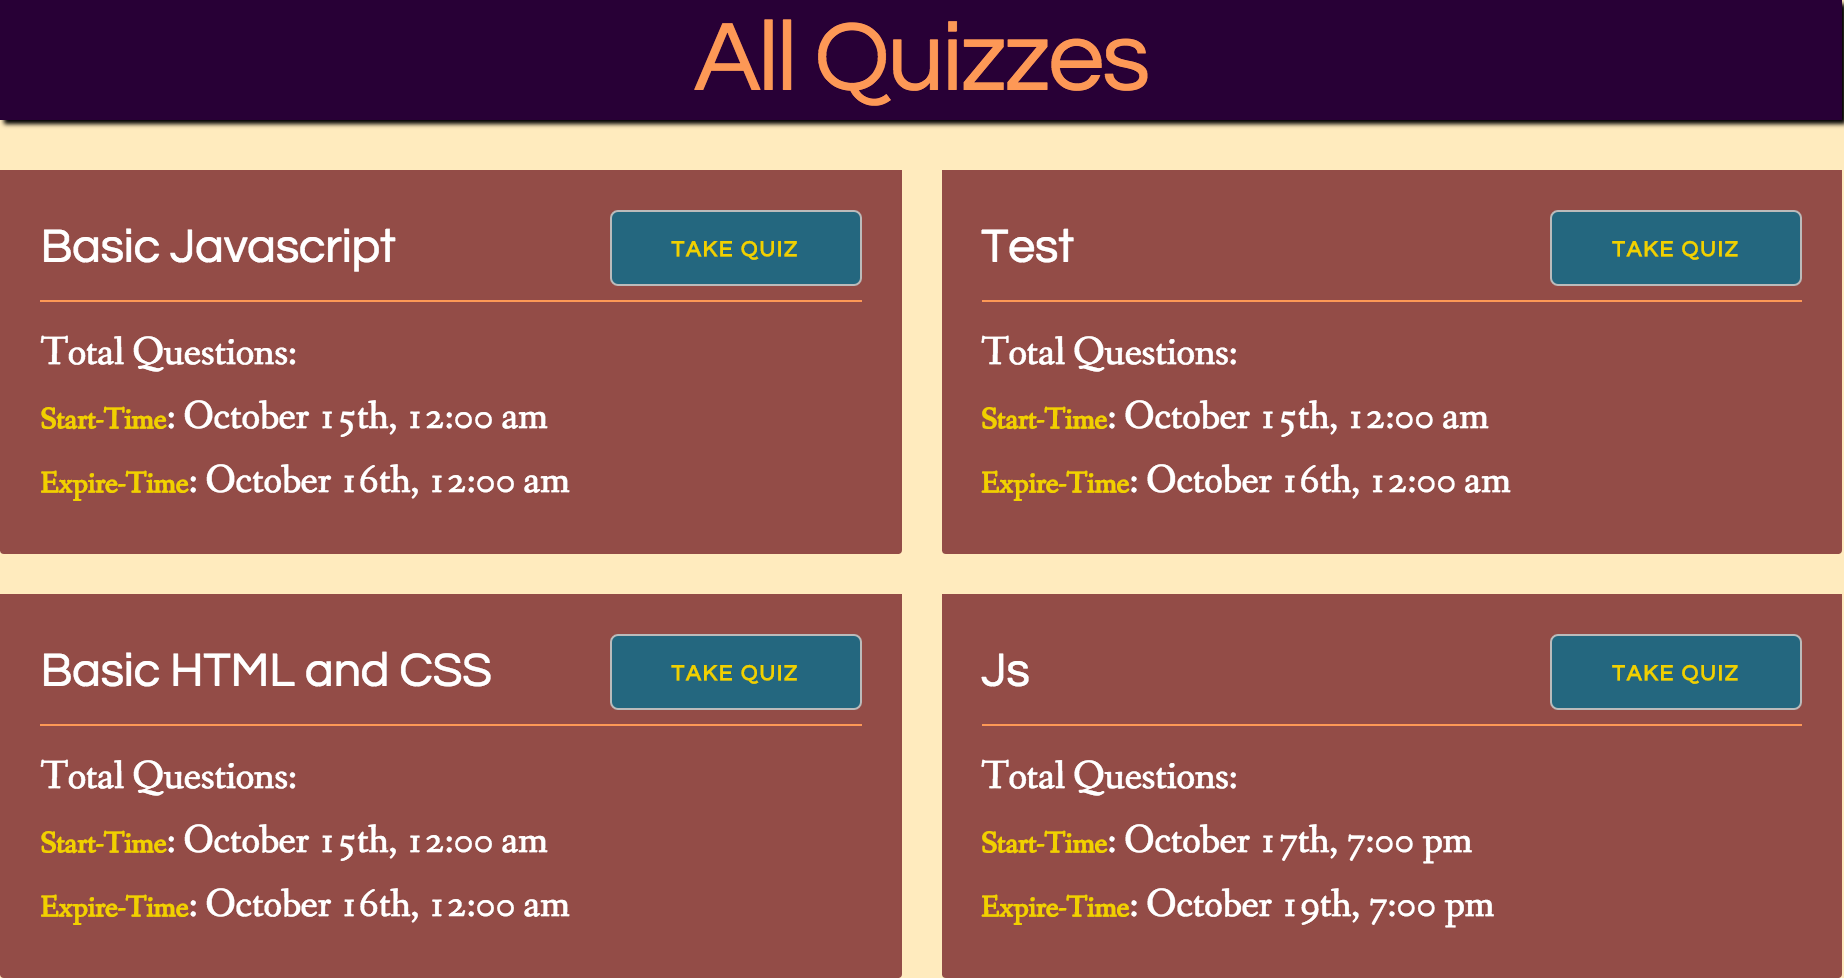 All Quizzes
Basic Javascript
TAKE QUIZ
Total Questions:
Start-Time: October 15th, 12:00 am
Expire-Time: October 16th, 12:00 am
Test
TAKE QUIZ
Total Questions:
Start-Time: October 15th, 12:00 am
Expire-Time: October 16th, 12:00 am
Basic HTML and CSS
TAKE QUIZ
Total Questions:
Start-Time: October 15th, 12:00 am
Expire-Time: October 16th, 12:00 am
Js
TAKE QUIZ
Total Questions:
Start-Time: October 17th, 7:00 pm
Expire-Time: October 19th, 7:00 pm